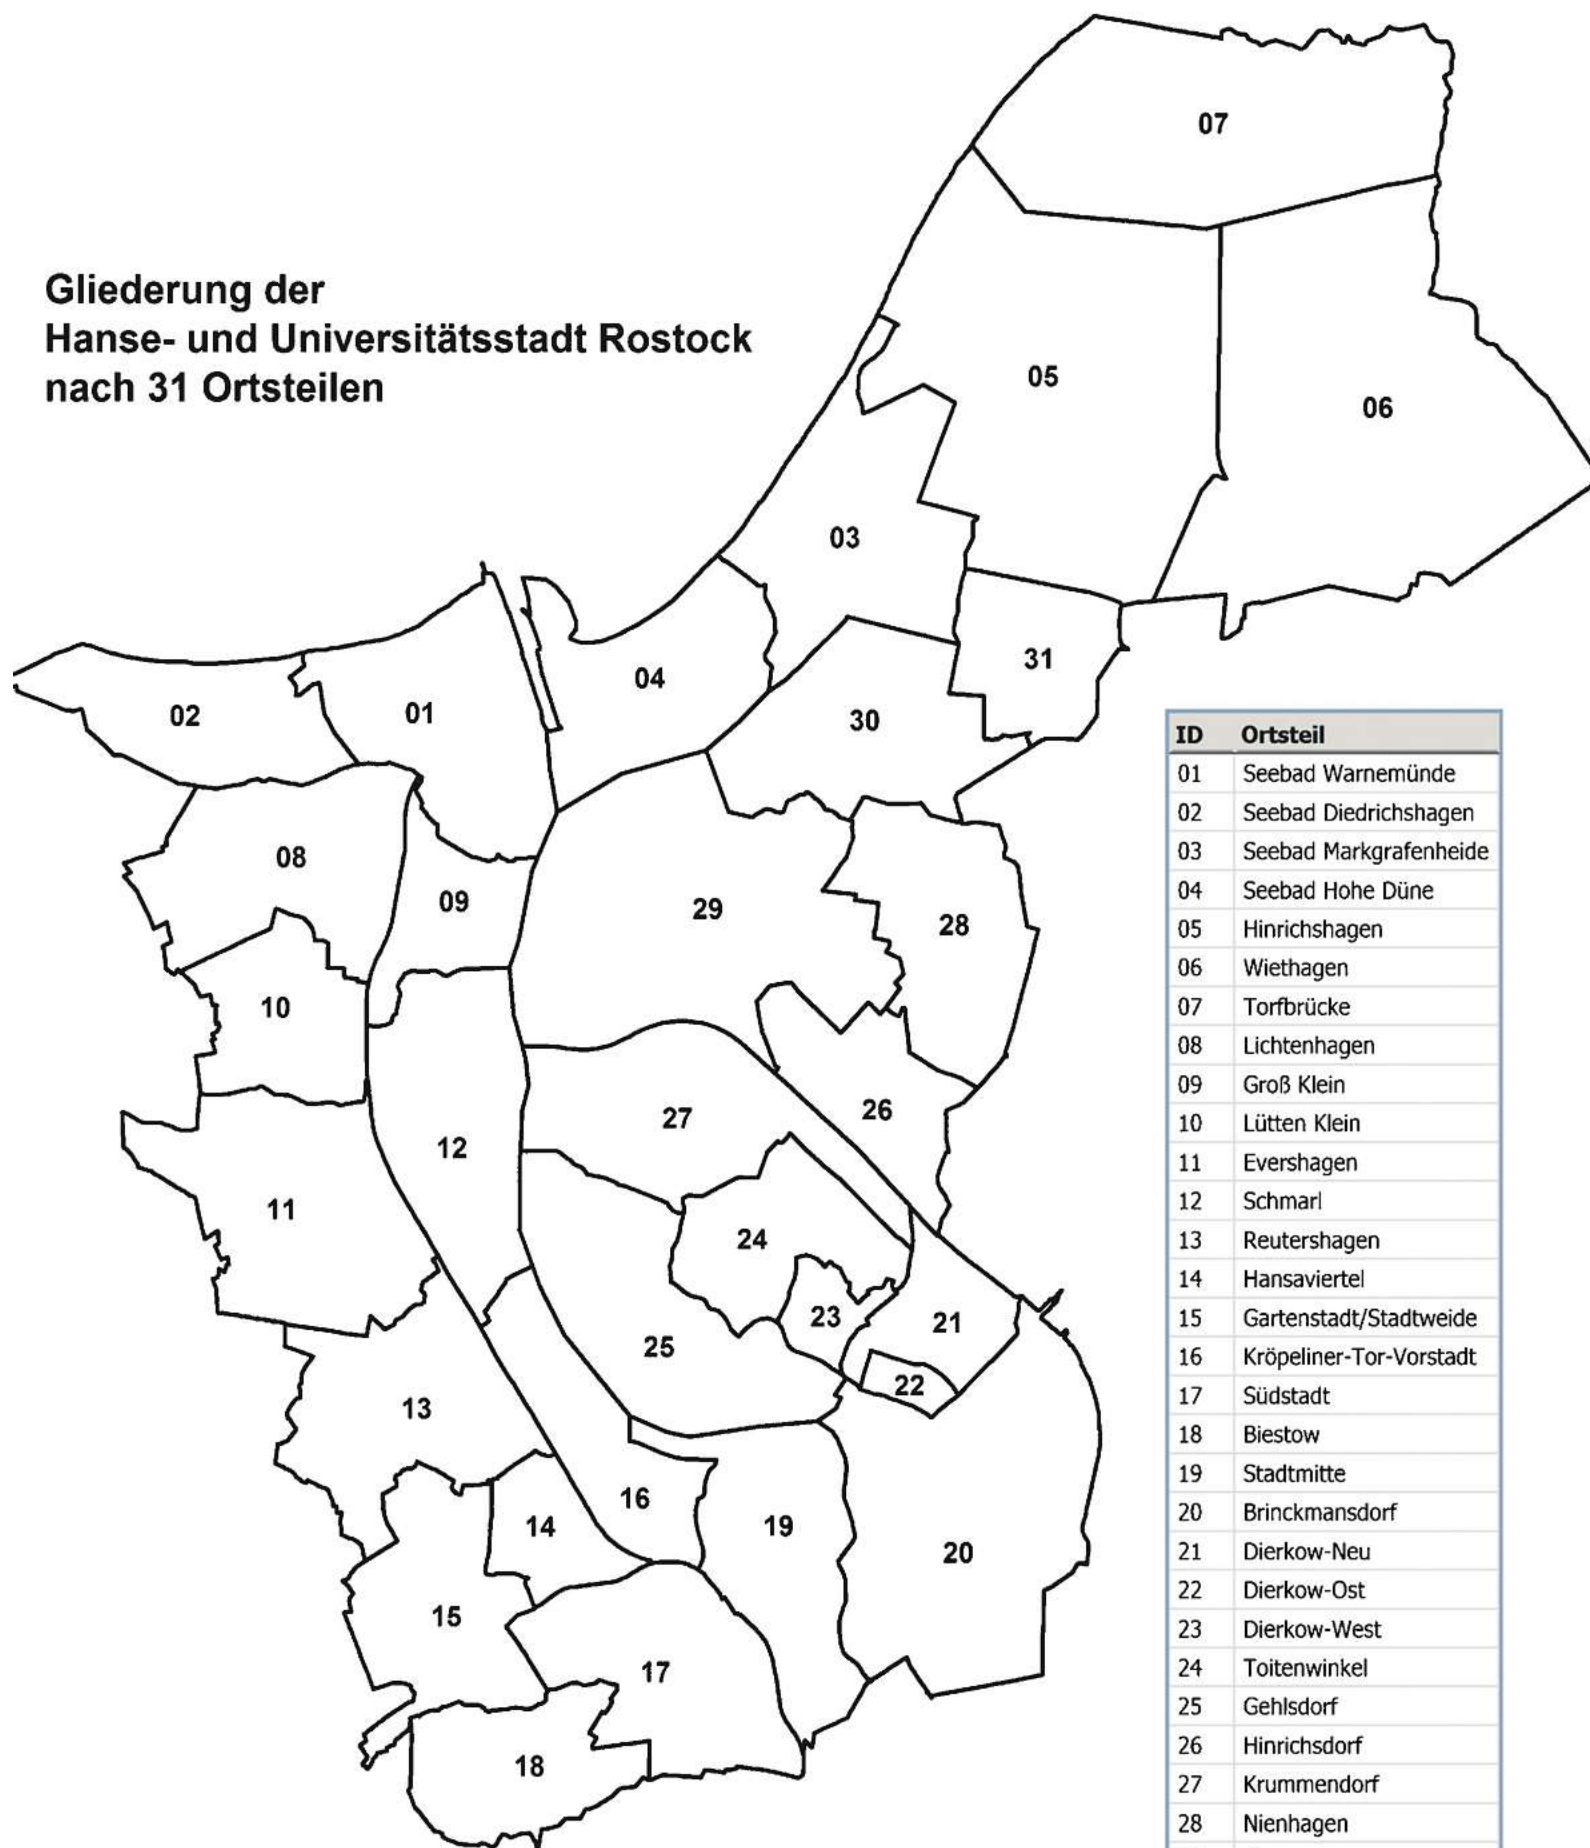 Gliederung der
Hanse- und Universitätsstadt Rostock
nach 31 Ortsteilen
07
05
06
03
31
04
02
01
30
08
09
29
28
10
27
26
12
11
24
23
21
25
22
13
16
14
19
20
15
17
18
ID Ortsteil
01 Seebad Warnemünde
02 Seebad Diedrichshagen
03 Seebad Markgrafenheide
04 Seebad Hohe Düne
05 Hinrichshagen
06 Wiethagen
07 Torfbrücke
08 Lichtenhagen
09 Groß Klein
10 Lütten Klein
11 Evershagen
12 Schmarl
13 Reutershagen
14 Hansaviertel
15 Gartenstadt/Stadtweide
16 Kröpeliner-Tor-Vorstadt
17 Südstadt
18 Biestow
19 Stadtmitte
20 Brinckmansdorf
21 Dierkow-Neu
22 Dierkow-Ost
23 Dierkow-West
24 Toitenwinkel
25 Gehlsdorf
26 Hinrichsdorf
27 Krummendorf
28 Nienhagen